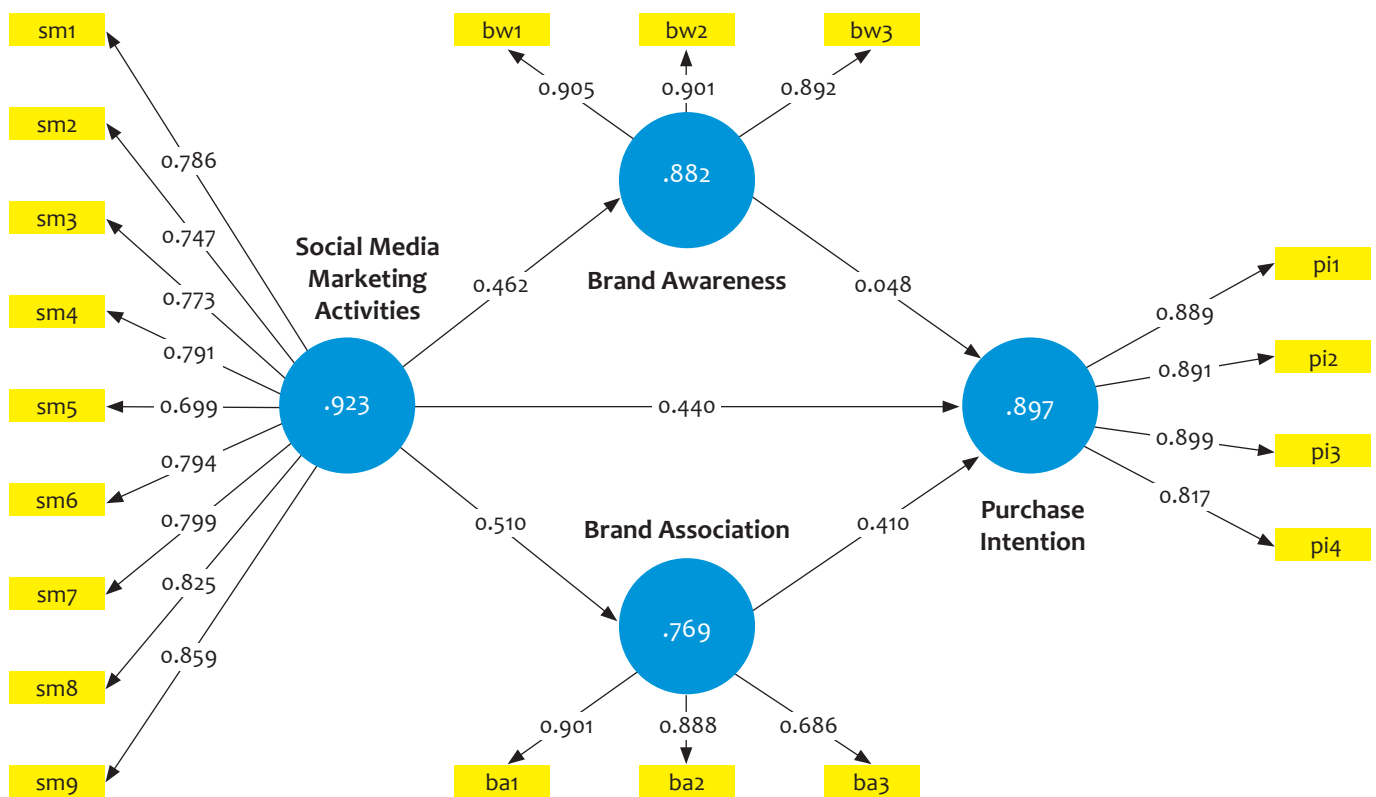 sm1
bw1
bw2
bw3
0.905
0.901
0.892
sm2
0.786
.882
sm3
0.747
Social Media
Marketing
Activities
0.462
Brand Awareness
0.048
pi1
0.773
0.889
sm4
0.791
pi2
0.891
sm5
0.699
.923
0.440
.897
0.899
pi3
0.794
sm6
0.799
0.510
Brand Association
0.410
Purchase
Intention
0.817
pi4
0.825
sm7
.769
0.859
sm8
0.901
0.888
0.686
sm9
ba1
ba2
ba3